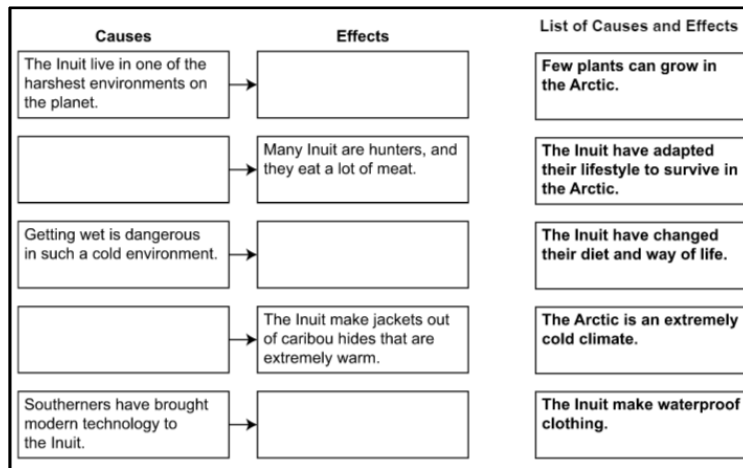 Causes
Effects
List of Causes and Effects
The Inuit live in one of the
harshest environments on
the planet.
Few plants can grow in
the Arctic.
Many Inuit are hunters, and
they eat a lot of meat.
The Inuit have adapted
their lifestyle to survive in
the Arctic.
Getting wet is dangerous
in such a cold environment.
The Inuit have changed
their diet and way of life.
The Inuit make jackets out
of caribou hides that are
extremely warm.
The Arctic is an extremely
cold climate.
Southerners have brought
modern technology to
the Inuit.
The Inuit make waterproof
clothing.